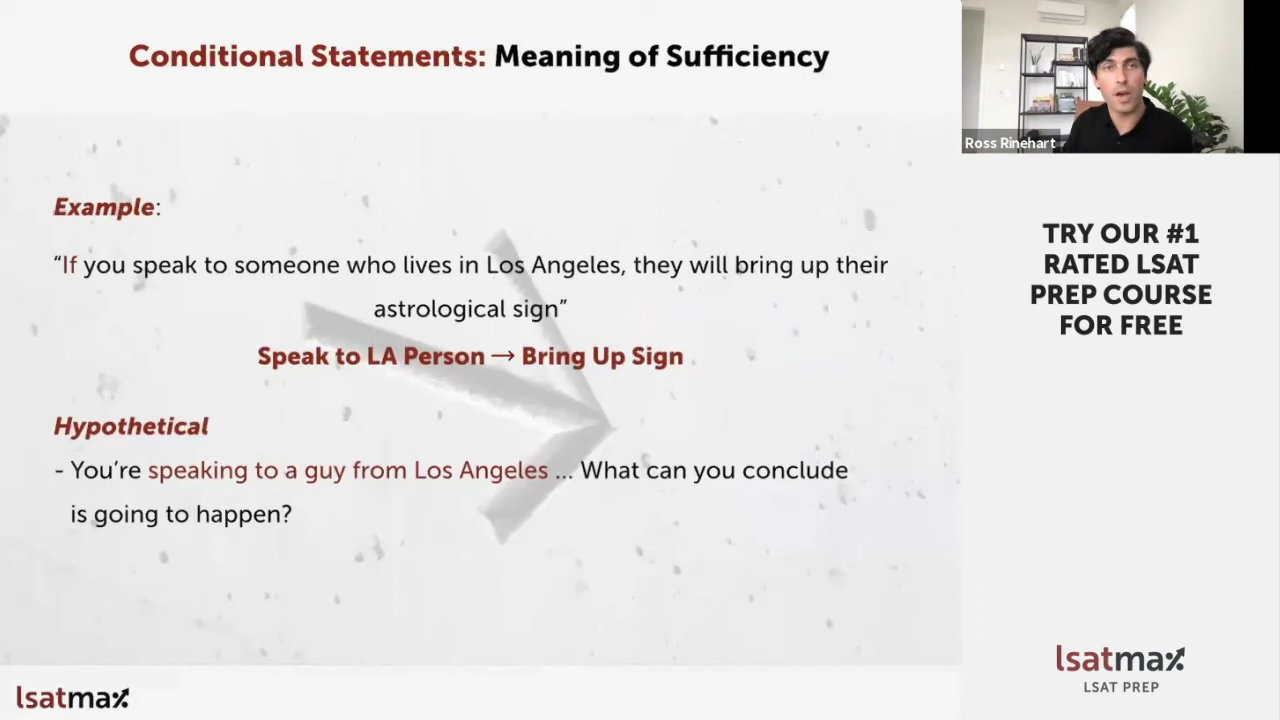 Conditional Statements: Meaning of Sufficiency
Ross Rinehart
Example:
“If you speak to someone who lives in Los Angeles, they will bring up their
astrological sign”
Speak to LA Person → Bring Up Sign
Hypothetical
- You’re speaking to a guy from Los Angeles ... What can you conclude
is going to happen?
TRY OUR #1
RATED LSAT
PREP COURSE
FOR FREE
lsatmax
LSAT PREP
lsatmax